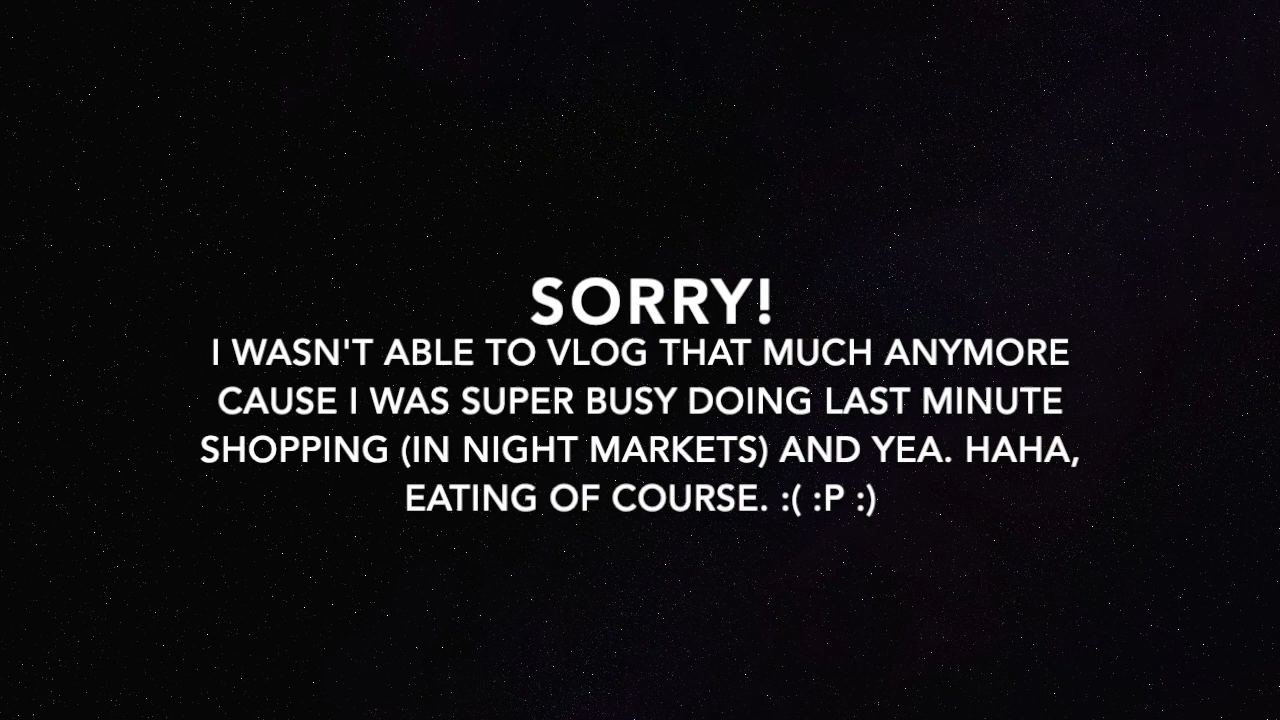 SORRY!
I WASN'T ABLE TO VLOG THAT MUCH ANYMORE
CAUSE I WAS SUPER BUSY DOING LAST MINUTE
SHOPPING (IN NIGHT MARKETS) AND YEA. HAHA,
EATING OF COURSE. :( :P :)